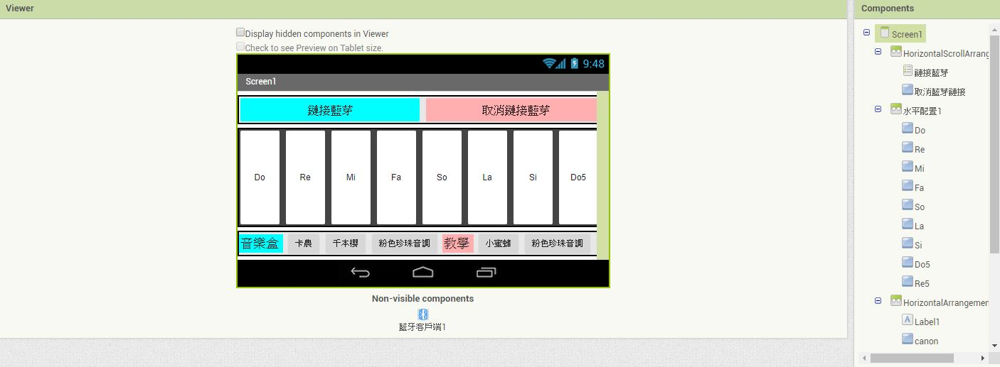 Viewer
Components
Display hidden components in Viewer
Check to see Preview on Tablet size.
9:48
Screen1
鏈接藍芽 取消鏈接藍芽
Do Re Mi Fa So La Si Do5
音樂盒 卡農 千本櫻 粉色珍珠音調 教學 小蜜蜂 粉色珍珠音調
Non-visible components
藍牙客戶端1
Screen1
HorizontalScrollArrang
鏈接藍芽
取消藍芽鏈接
水平配置1
Do
Re
Mi
Fa
So
La
Si
Do5
Re5
HorizontalArrangemen
A Label1
canon